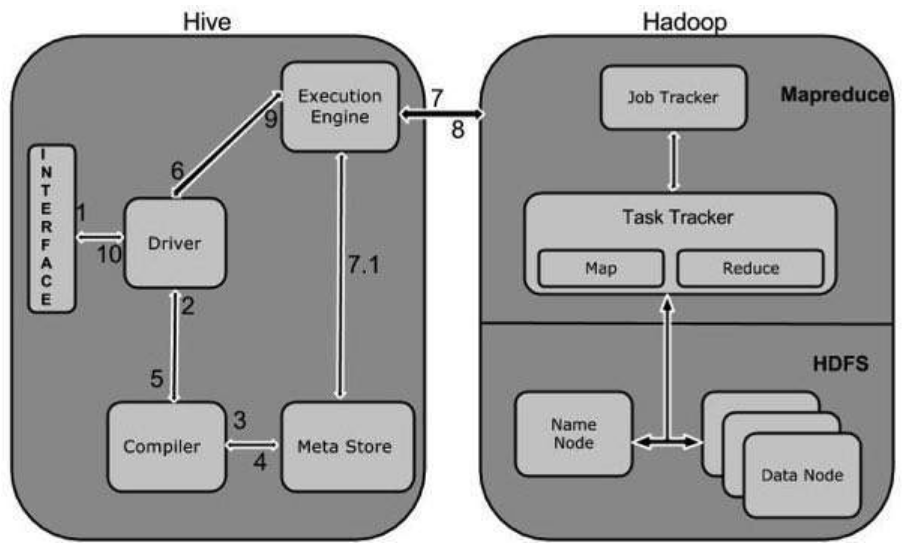 Hive
Hadoop
Execution
Engine
7
8
9
6
Job Tracker
Mapreduce
INTERFACE
1
10
Driver
Task Tracker
Map
Reduce
7.1
2
5
HDFS
Compiler
3
4
Meta Store
Name
Node
Data Node